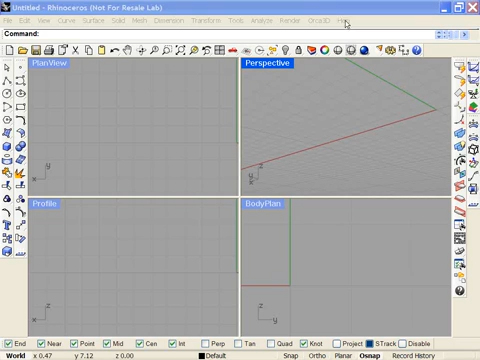 Untitled - Rhinoceros (Not For Resale Lab)
File Edit View Curve Surface Solid Mesh Dimension Transform Tools Analyze Render Orca3D
Command:
PlanView
Perspective
y
x
z
Profile
BodyPlan
z
x
z
y
End Near Point Mid Cen Int Perp Tan Quad Knot Project STrack Disable
World x 0.47 y 7.12 z 0.00 Default Snap Ortho Planar Osnap Record History